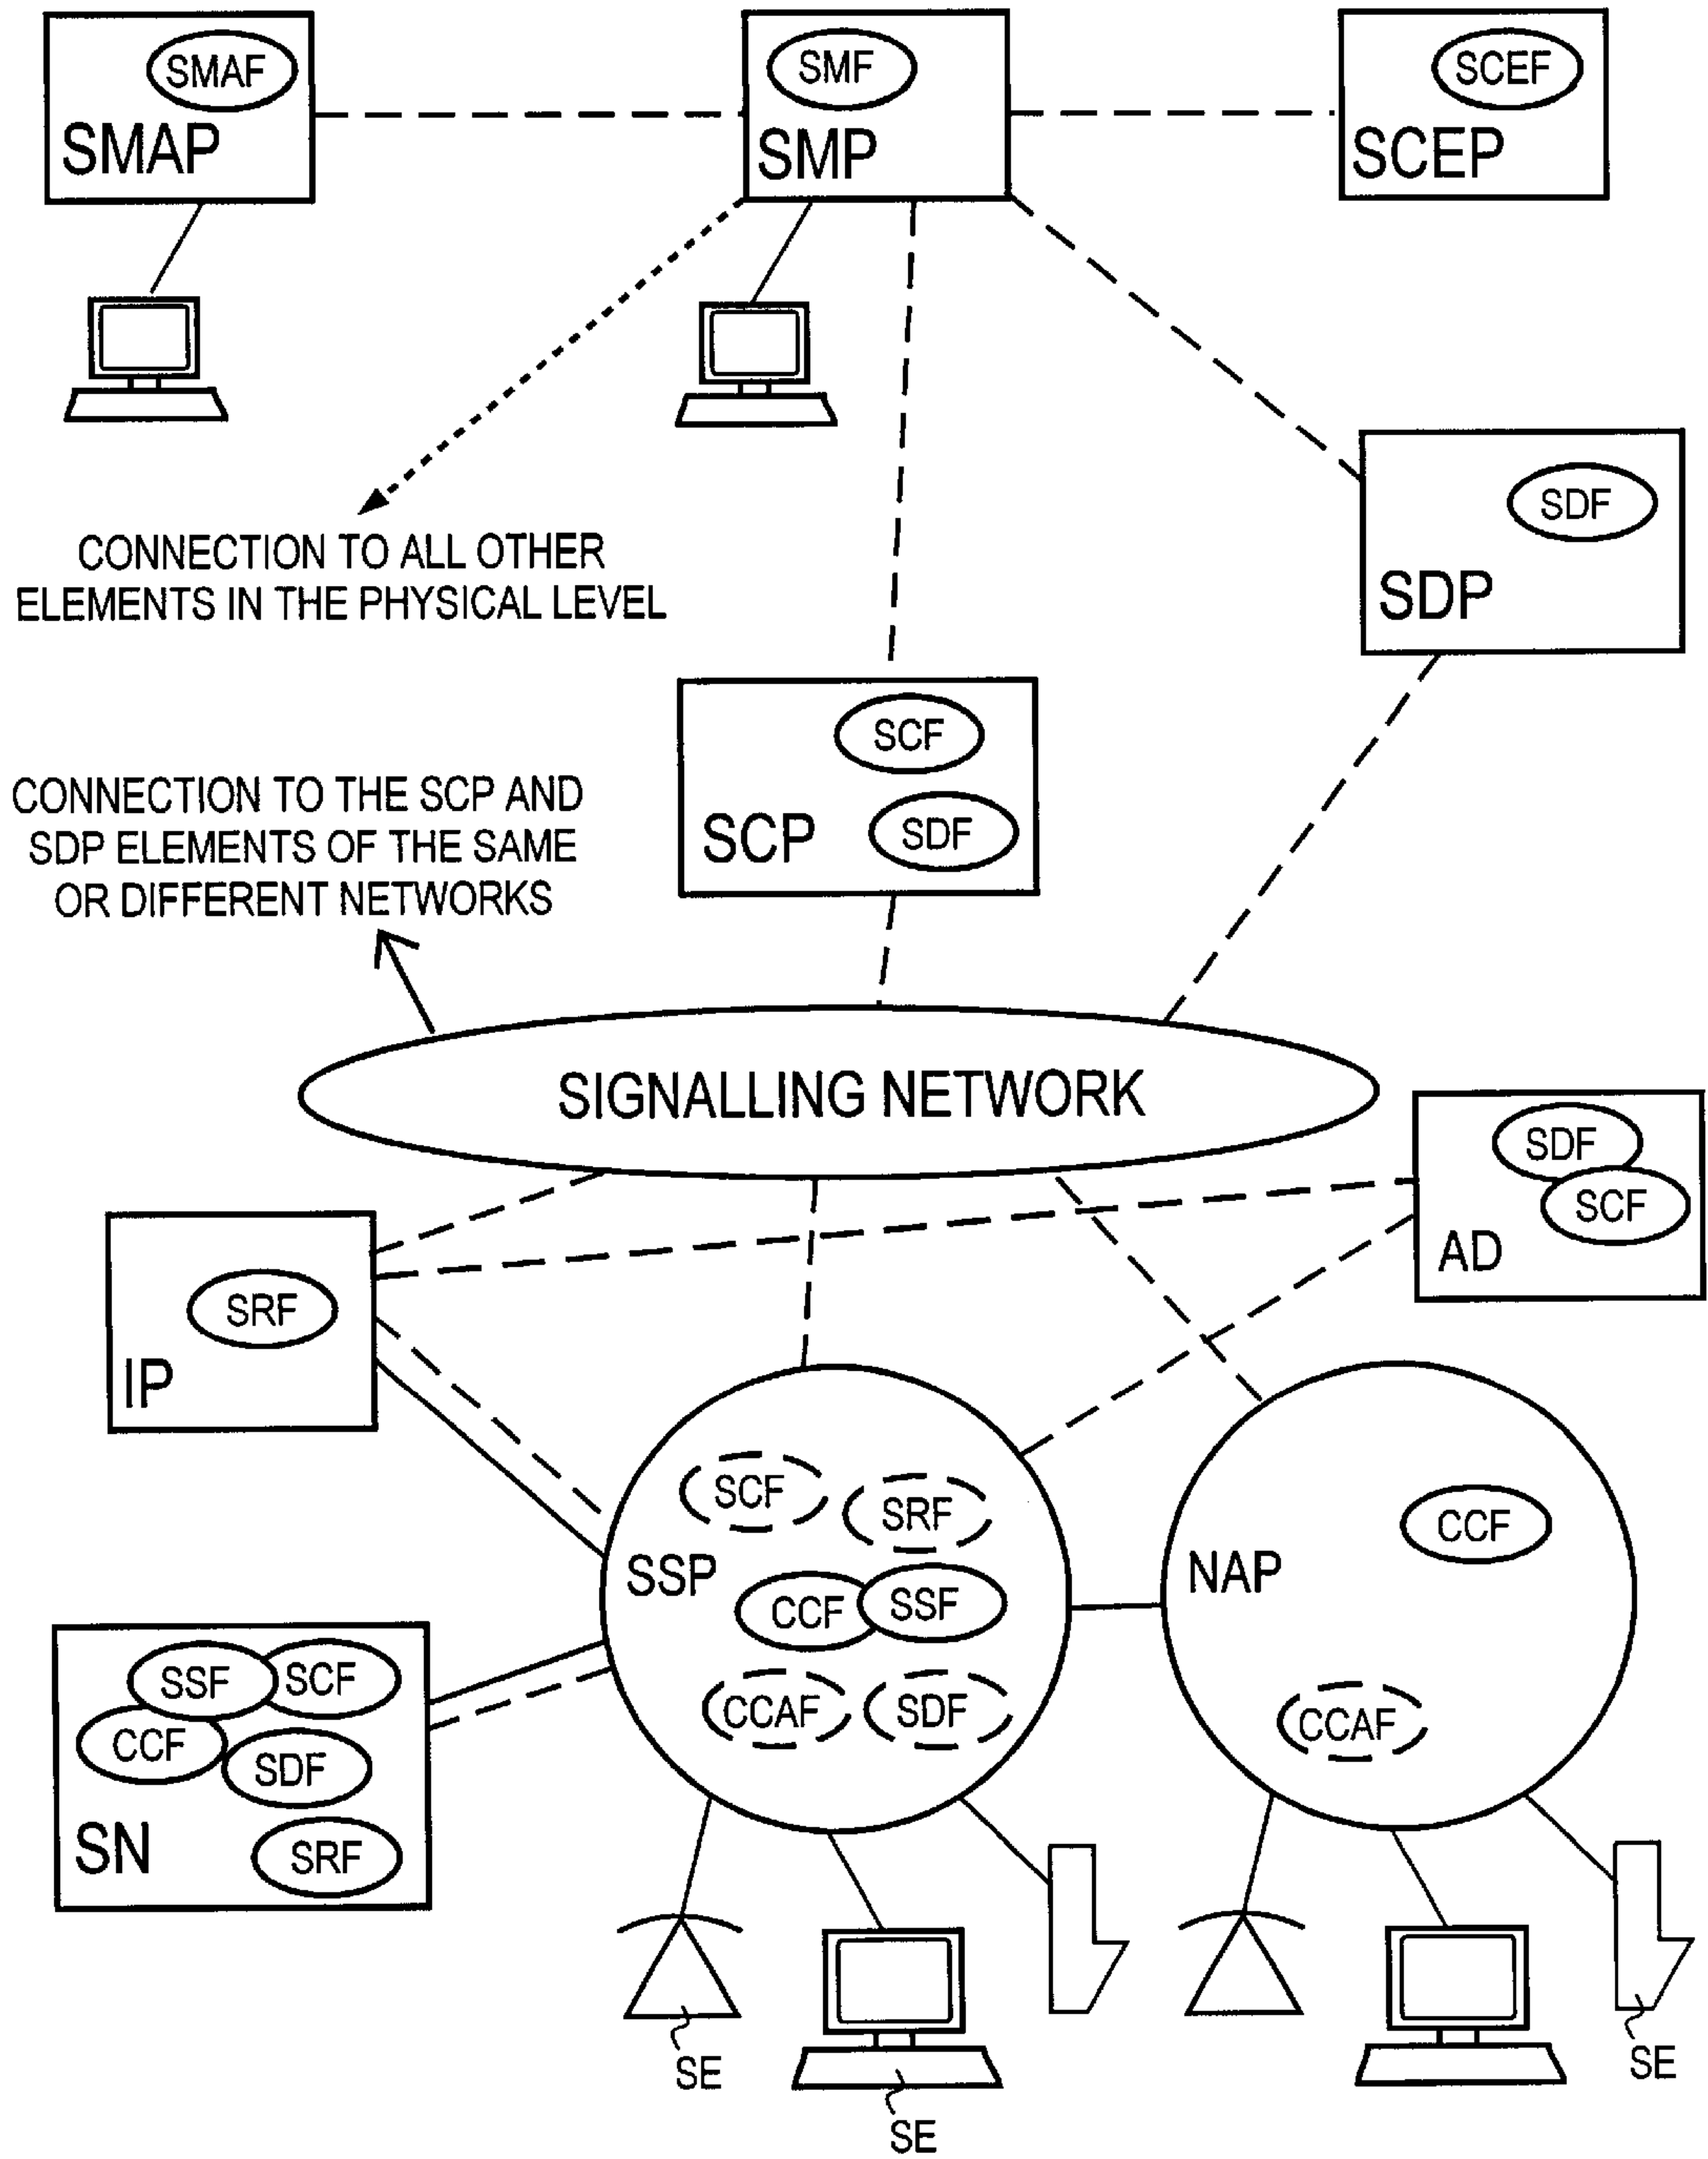 SMAF
SMAP
SMF
SMP
SCEF
SCEP
CONNECTION TO ALL OTHER
ELEMENTS IN THE PHYSICAL LEVEL
SDF
SDP
SCF
SDF
SCP
CONNECTION TO THE SCP AND
SDP ELEMENTS OF THE SAME
OR DIFFERENT NETWORKS
SIGNALLING NETWORK
SDF
SCF
AD
SRF
IP
SCF
SRF
SSP
CCF
SSF
CCAF
SDF
NAP
CCF
CCAF
SSF
SCF
CCF
SDF
SN
SRF
SE
SE
SE